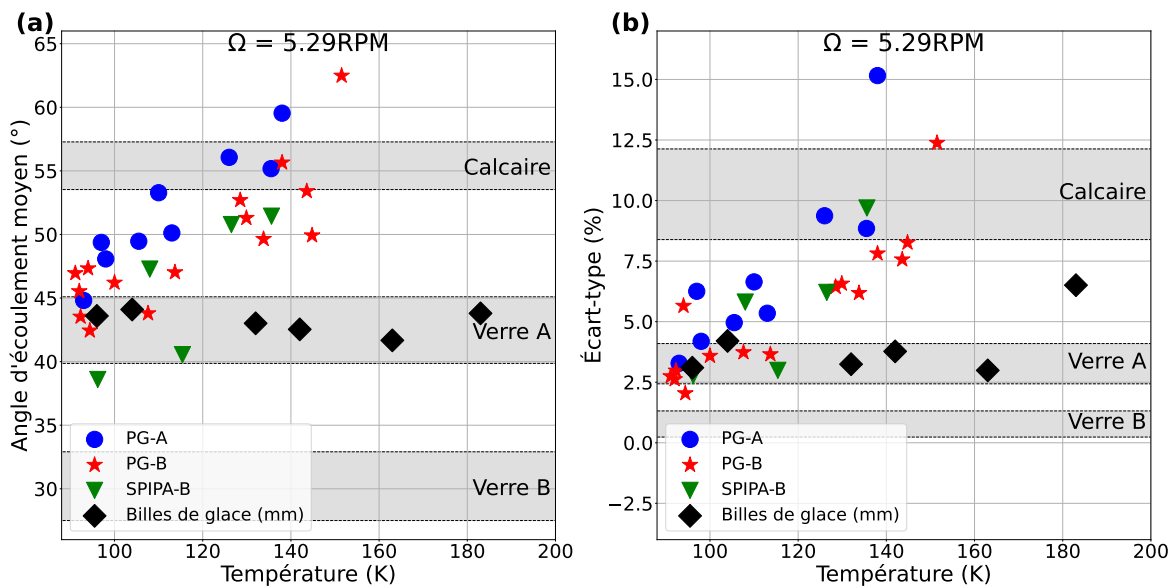 (a)
Ω = 5.29RPM
65
60
55
50
45
40
35
30
Angle d'écoulement moyen (°)
Calcaire
Verre A
Verre B
PG-A
PG-B
SPIPA-B
Billes de glace (mm)
100 120 140 160 180 200
Température (K)
(b)
Ω = 5.29RPM
15.0
12.5
10.0
7.5
5.0
2.5
0.0
−2.5
Écart-type (%)
Calcaire
Verre A
Verre B
PG-A
PG-B
SPIPA-B
Billes de glace (mm)
100 120 140 160 180 200
Température (K)